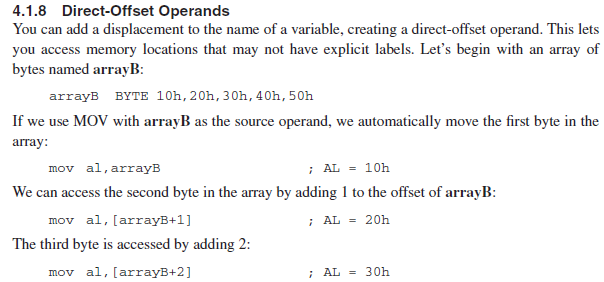 4.1.8 Direct-Offset Operands
You can add a displacement to the name of a variable, creating a direct-offset operand. This lets
you access memory locations that may not have explicit labels. Let's begin with an array of
bytes named arrayB:
arrayB BYTE 10h,20h,30h,40h,50h
If we use MOV with arrayB as the source operand, we automatically move the first byte in the
array:
mov al,arrayB ; AL = 10h
We can access the second byte in the array by adding 1 to the offset of arrayB:
mov al,[arrayB+1] ; AL = 20h
The third byte is accessed by adding 2:
mov al,[arrayB+2] ; AL = 30h